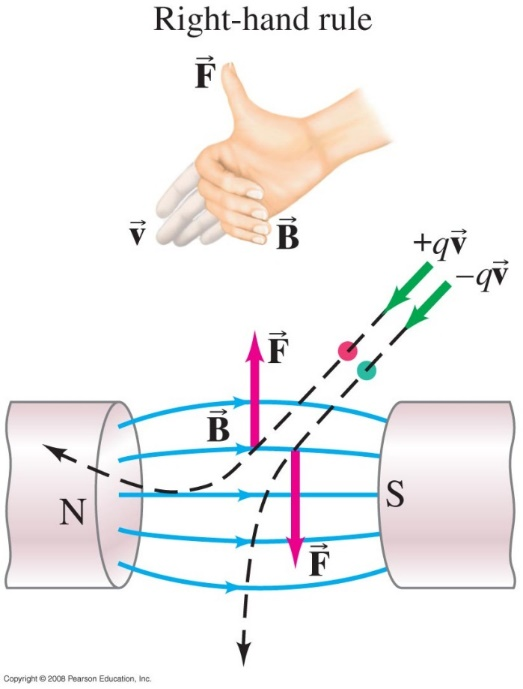 Right-hand rule
F⃗
v⃗
B⃗
+qv⃗
−qv⃗
F⃗
B⃗
N
S
F⃗
Copyright © 2008 Pearson Education, Inc.